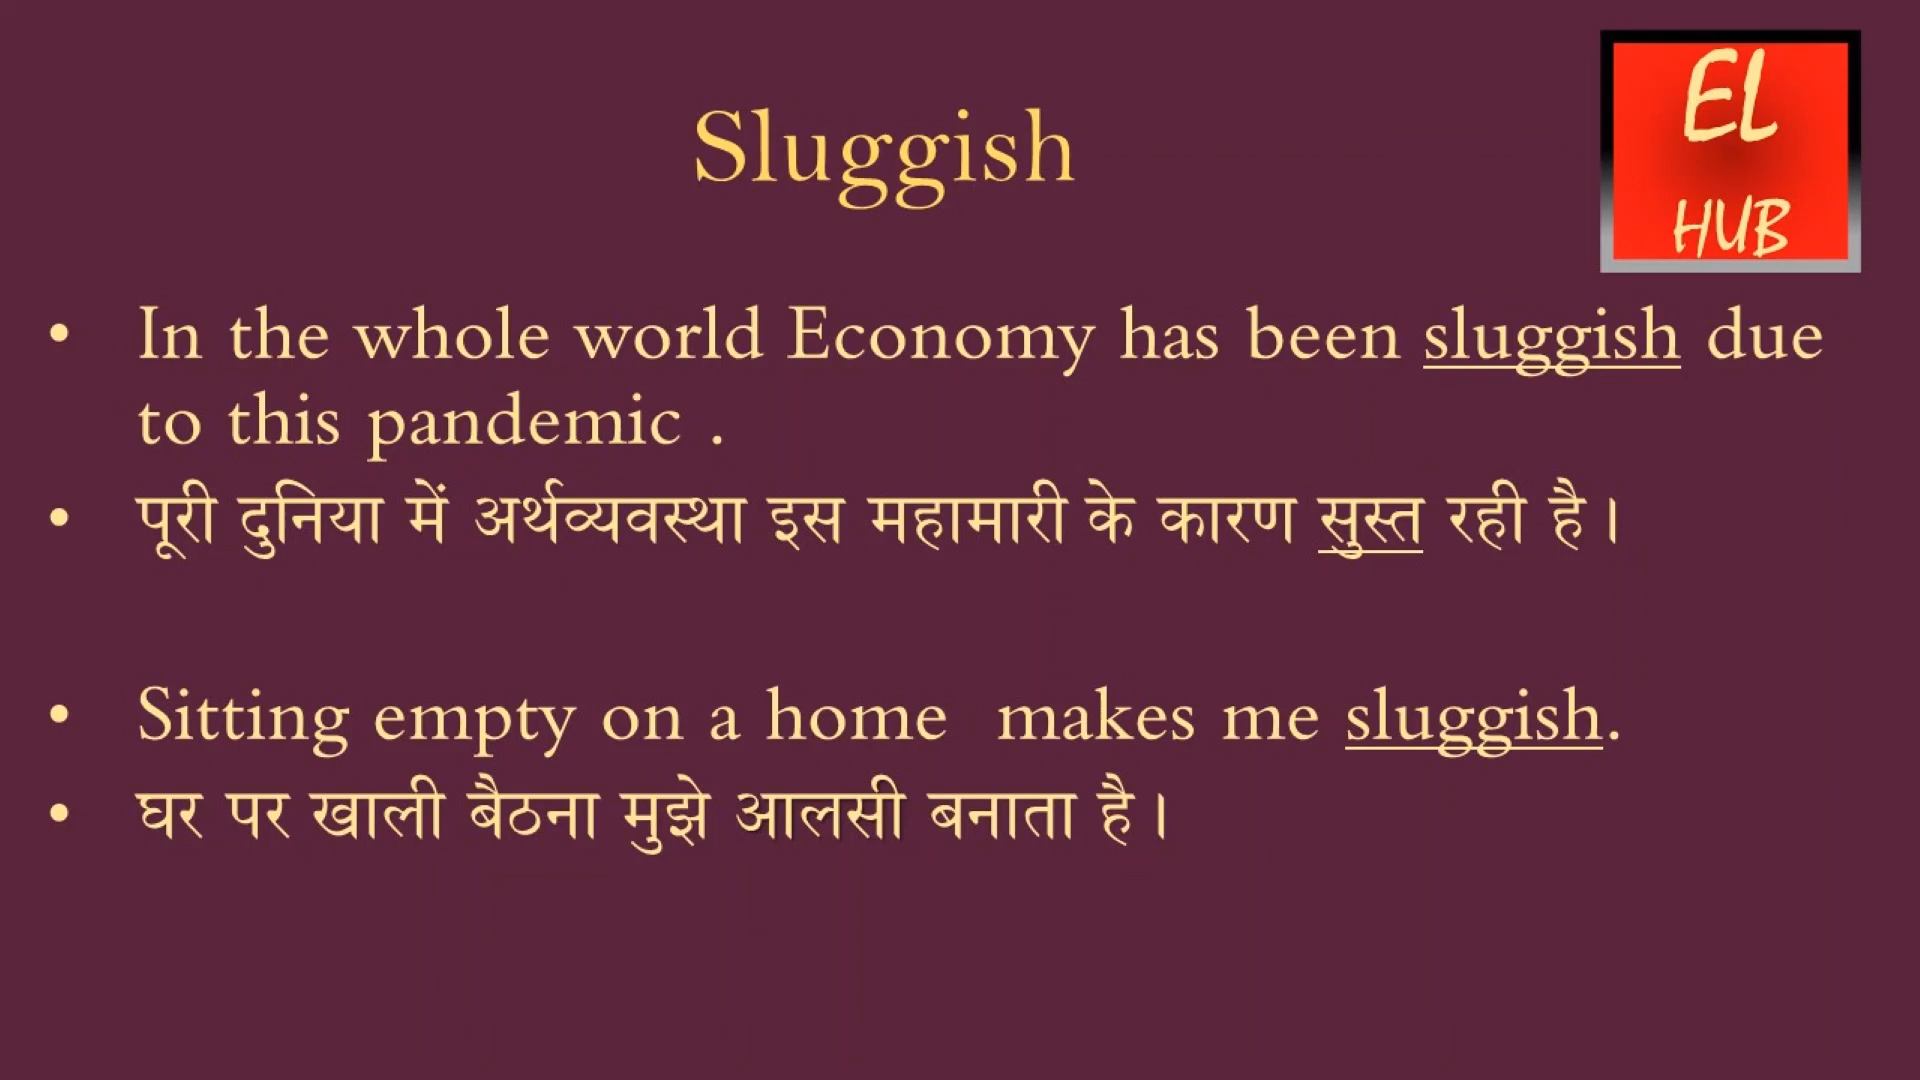 EL
HUB
Sluggish
• In the whole world Economy has been sluggish due
to this pandemic .
• पूरी दुनिया में अर्थव्यवस्था इस महामारी के कारण सुस्त रही है।
• Sitting empty on a home  makes me sluggish.
• घर पर खाली बैठना मुझे आलसी बनाता है।